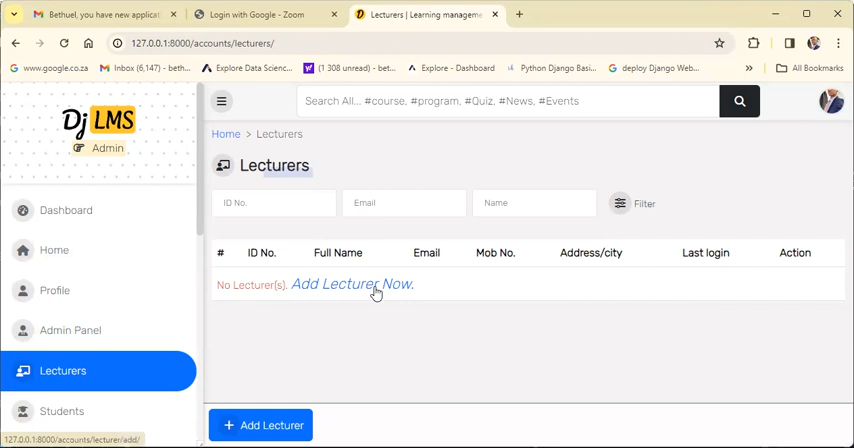 Bethuel, you have new applicati
Login with Google - Zoom
Lecturers | Learning manageme
127.0.0.1:8000/accounts/lecturers/
www.google.co.za
Inbox (6,147) - beth...
Explore Data Scienc...
(1 308 unread) - bet...
Explore - Dashboard
Python Django Basi...
deploy Django Web...
All Bookmarks
Dj LMS
Admin
Search All... #course, #program, #Quiz, #News, #Events
Home > Lecturers
Lecturers
ID No.
Email
Name
Filter
Dashboard
Home
Profile
Admin Panel
Lecturers
Students
# ID No. Full Name Email Mob No. Address/city Last login Action
No Lecturer(s). Add Lecturer Now.
+ Add Lecturer
127.0.0.1:8000/accounts/lecturer/add/